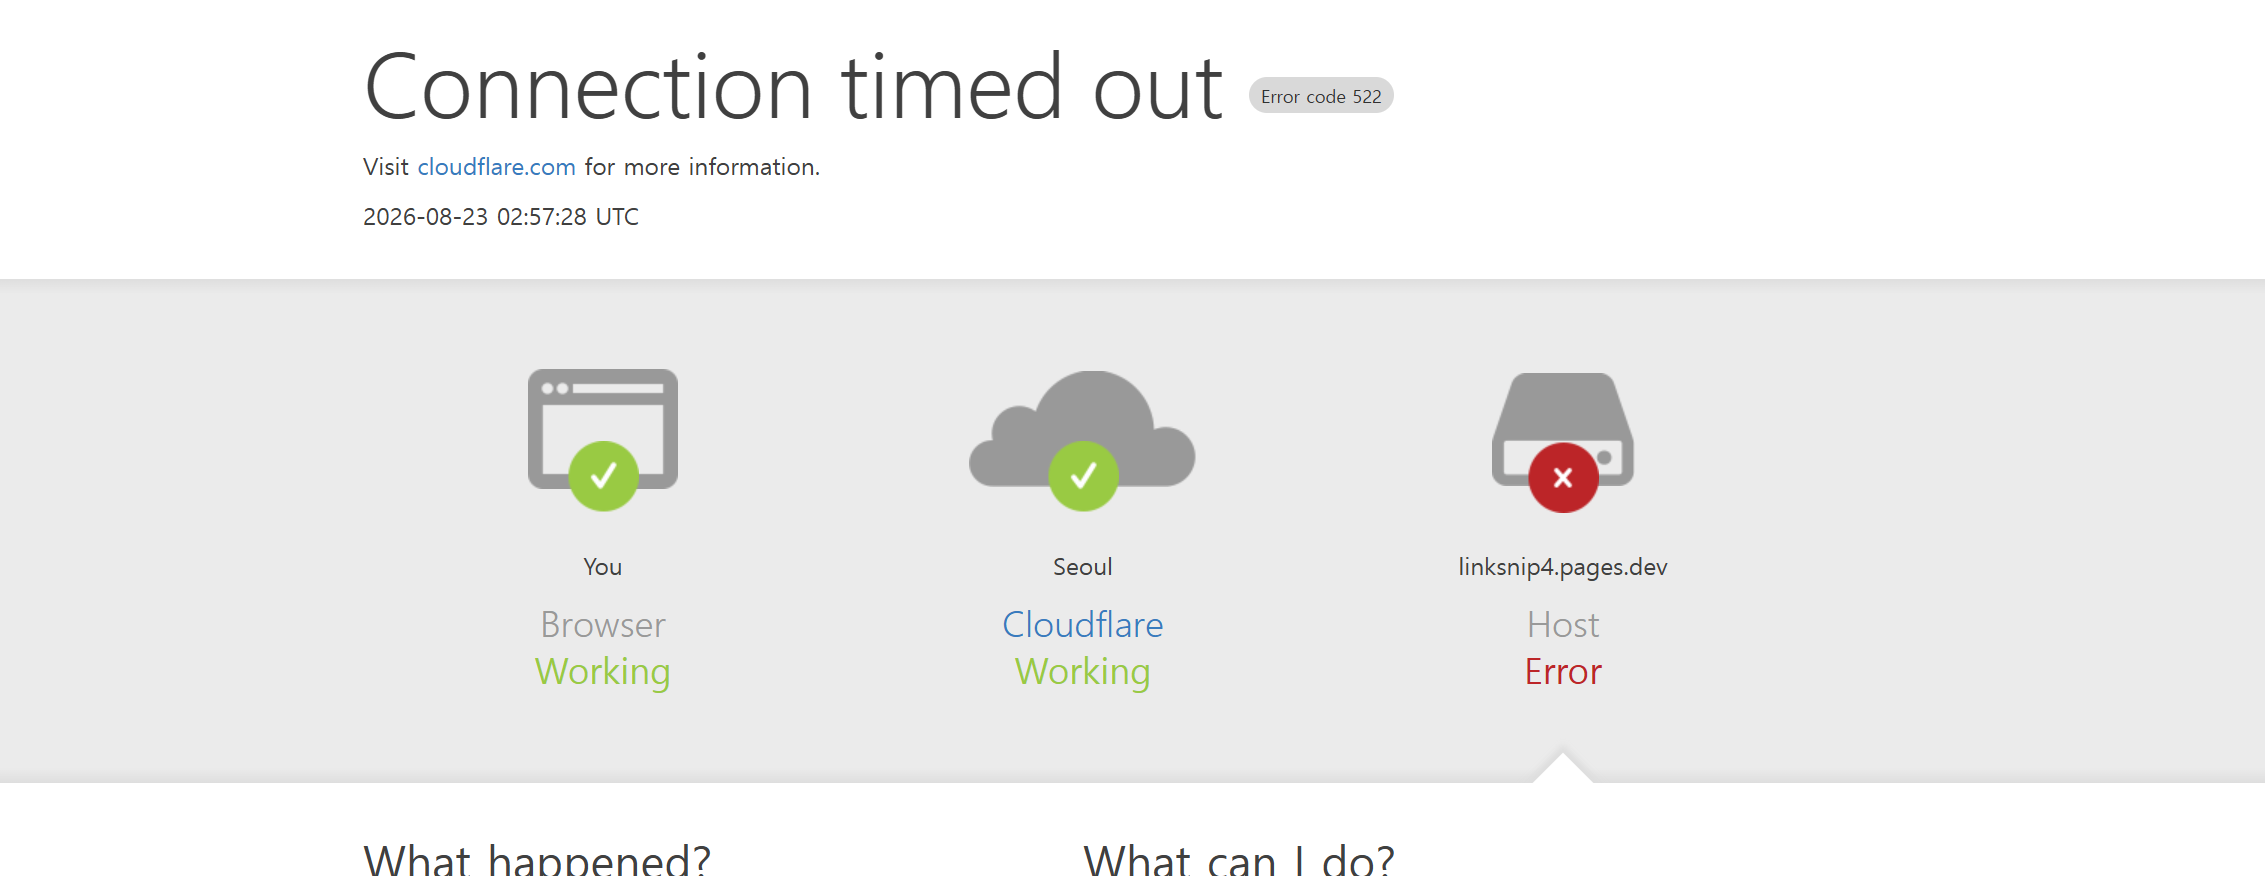 Connection timed out Error code 522
Visit cloudflare.com for more information.
2026-08-23 02:57:28 UTC
You
Browser
Working
Seoul
Cloudflare
Working
linksnip4.pages.dev
Host
Error
What happened?
What can I do?